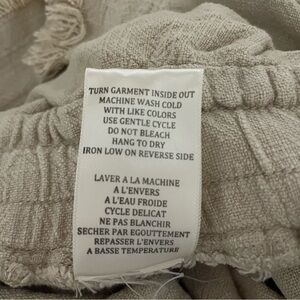 TURN GARMENT INSIDE OUT
MACHINE WASH COLD
WITH LIKE COLORS
USE GENTLE CYCLE
DO NOT BLEACH
HANG TO DRY
IRON LOW ON REVERSE SIDE
LAVER A LA MACHINE
A L'ENVERS
A L'EAU FROIDE
CYCLE DELICAT
NE PAS BLANCHIR
SECHER PAR EGOUTTEMENT
REPASSER L'ENVERS
A BASSE TEMPERATURE